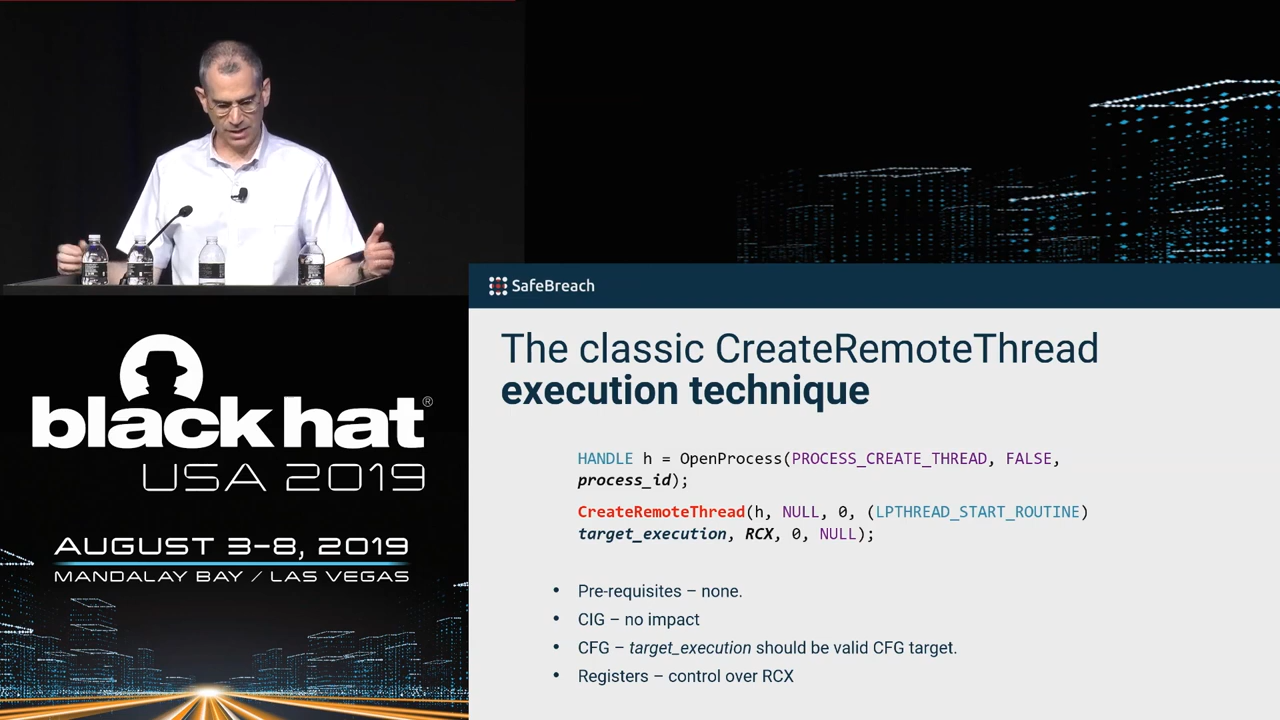 SafeBreach
The classic CreateRemoteThread
execution technique
HANDLE h = OpenProcess(PROCESS_CREATE_THREAD, FALSE,
process_id);
CreateRemoteThread(h, NULL, 0, (LPTHREAD_START_ROUTINE)
target_execution, RCX, 0, NULL);
• Pre-requisites – none.
• CIG – no impact
• CFG – target_execution should be valid CFG target.
• Registers – control over RCX
black hat®
USA 2019
AUGUST 3-8, 2019
MANDALAY BAY / LAS VEGAS